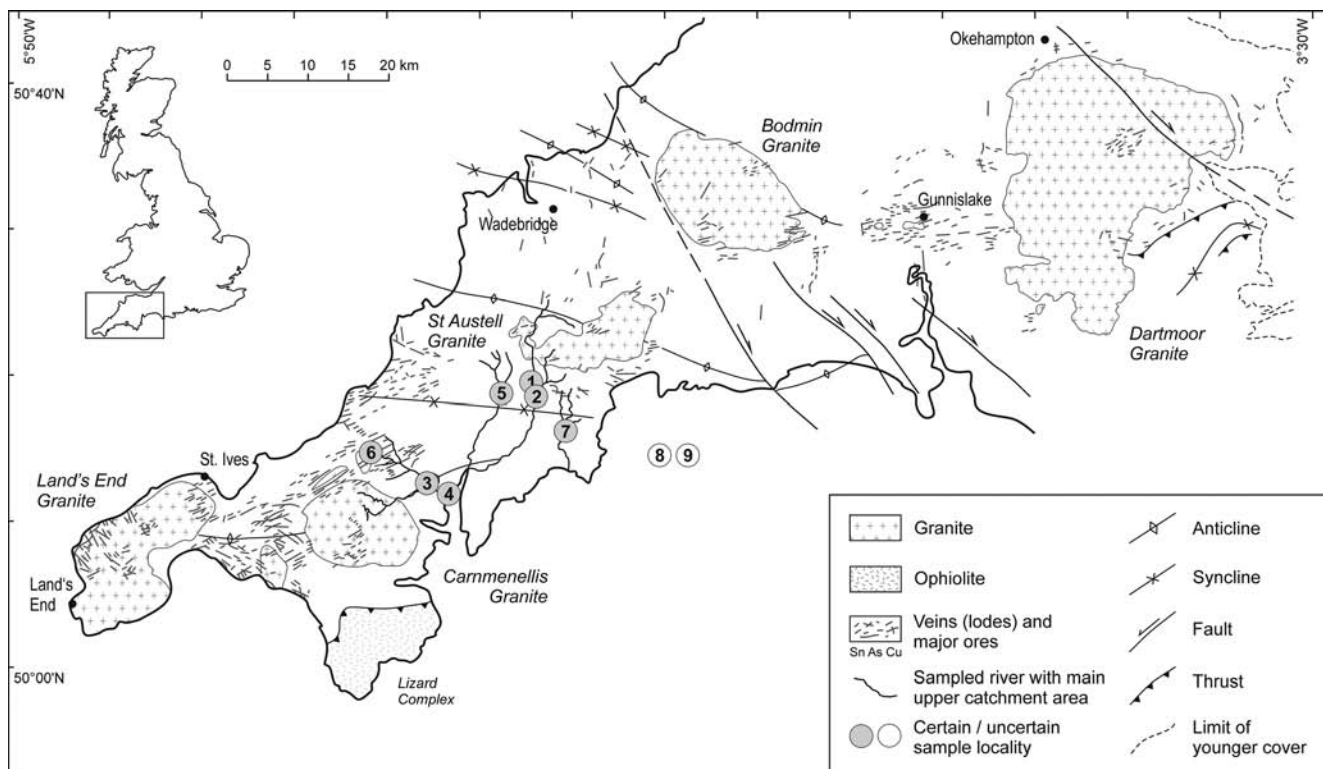 5°50'W
50°40'N
0 5 10 15 20 km
Okehampton
3°30'W
Bodmin
Granite
Gunnislake
Wadebridge
St Austell
Granite
Dartmoor
Granite
1
2
5
7
6
3
4
8
9
St. Ives
Land's End
Granite
Land's
End
Carnmenellis
Granite
50°00'N
Lizard
Complex
Granite
Ophiolite
Veins (lodes) and
major ores
Sn As Cu
Sampled river with main
upper catchment area
Certain / uncertain
sample locality
Anticline
Syncline
Fault
Thrust
Limit of
younger cover